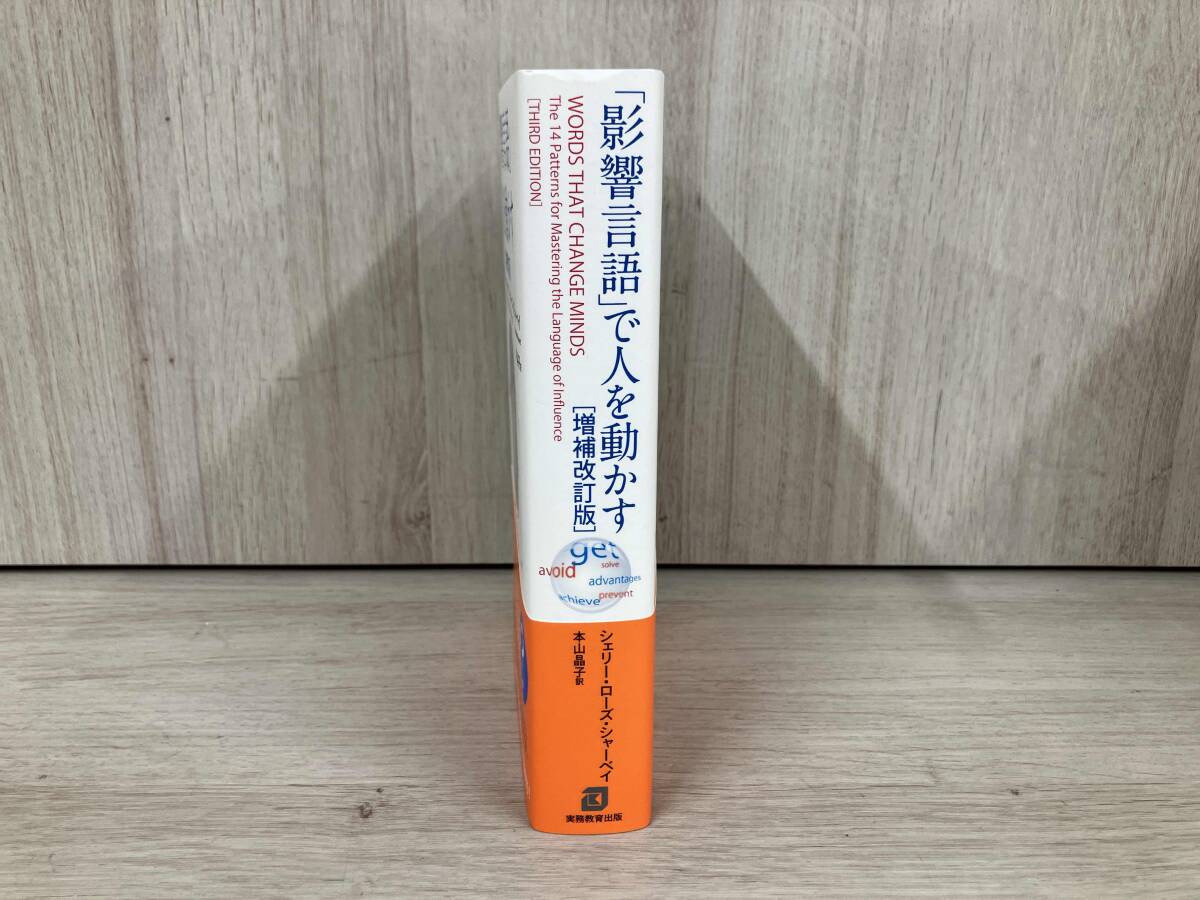 「影響言語」で人を動かす
[増補改訂版]
WORDS THAT CHANGE MINDS
The 14 Patterns for Mastering the Language of Influence
[THIRD EDITION]
get
solve
avoid
advantages
achieve
prevent
シェリー・ローズ・シャーベイ
本山晶子 訳
実務教育出版